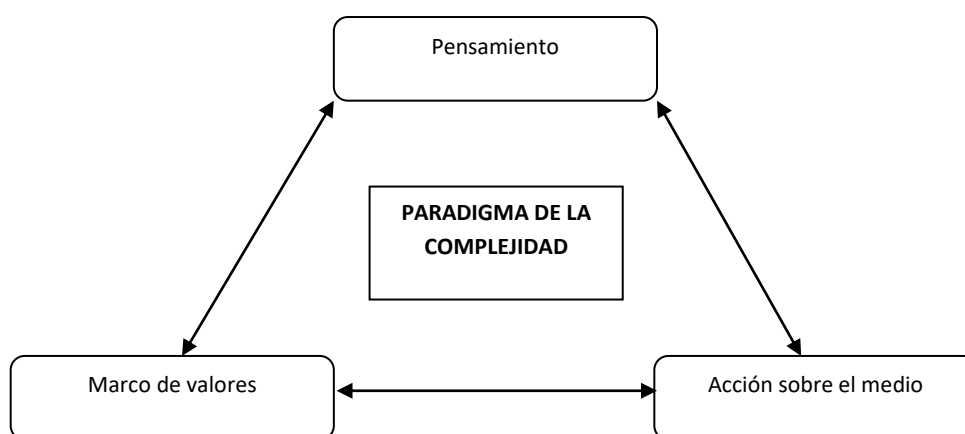 Pensamiento
PARADIGMA DE LA
COMPLEJIDAD
Marco de valores
Acción sobre el medio